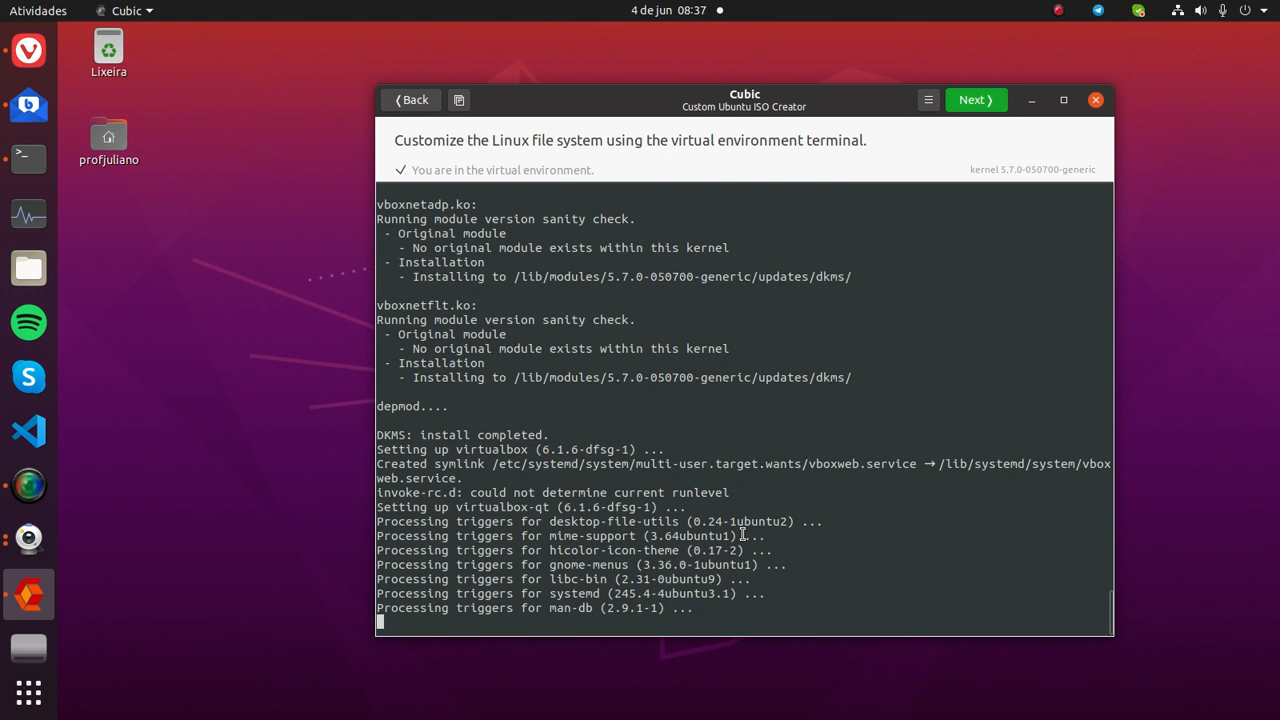 Atividades Cubic 4 de jun 08:37
Lixeira
profjuliano
Back Cubic Next
Custom Ubuntu ISO Creator
Customize the Linux file system using the virtual environment terminal.
✓ You are in the virtual environment. kernel 5.7.0-050700-generic
vboxnetadp.ko:
Running module version sanity check.
- Original module
- No original module exists within this kernel
- Installation
- Installing to /lib/modules/5.7.0-050700-generic/updates/dkms/
vboxnetflt.ko:
Running module version sanity check.
- Original module
- No original module exists within this kernel
- Installation
- Installing to /lib/modules/5.7.0-050700-generic/updates/dkms/
depmod....
DKMS: install completed.
Setting up virtualbox (6.1.6-dfsg-1) ...
Created symlink /etc/systemd/system/multi-user.target.wants/vboxweb.service → /lib/systemd/system/vbox
web.service.
invoke-rc.d: could not determine current runlevel
Setting up virtualbox-qt (6.1.6-dfsg-1) ...
Processing triggers for desktop-file-utils (0.24-1ubuntu2) ...
Processing triggers for mime-support (3.64ubuntu1) ...
Processing triggers for hicolor-icon-theme (0.17-2) ...
Processing triggers for gnome-menus (3.36.0-1ubuntu1) ...
Processing triggers for libc-bin (2.31-0ubuntu9) ...
Processing triggers for systemd (245.4-4ubuntu3.1) ...
Processing triggers for man-db (2.9.1-1) ...